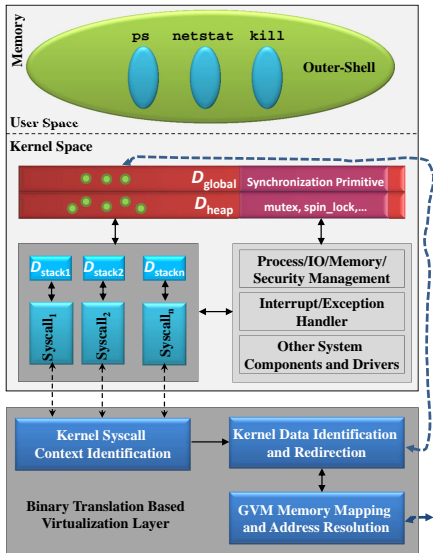 Memory
ps netstat kill
Outer-Shell
User Space
Kernel Space
Dglobal Synchronization Primitive
Dheap mutex, spin_lock,...
Dstack1 Dstack2 Dstackn
Syscall1 Syscall2 Syscalln
Process/IO/Memory/
Security Management
Interrupt/Exception
Handler
Other System
Components and Drivers
Kernel Syscall
Context Identification
Kernel Data Identification
and Redirection
Binary Translation Based
Virtualization Layer
GVM Memory Mapping
and Address Resolution